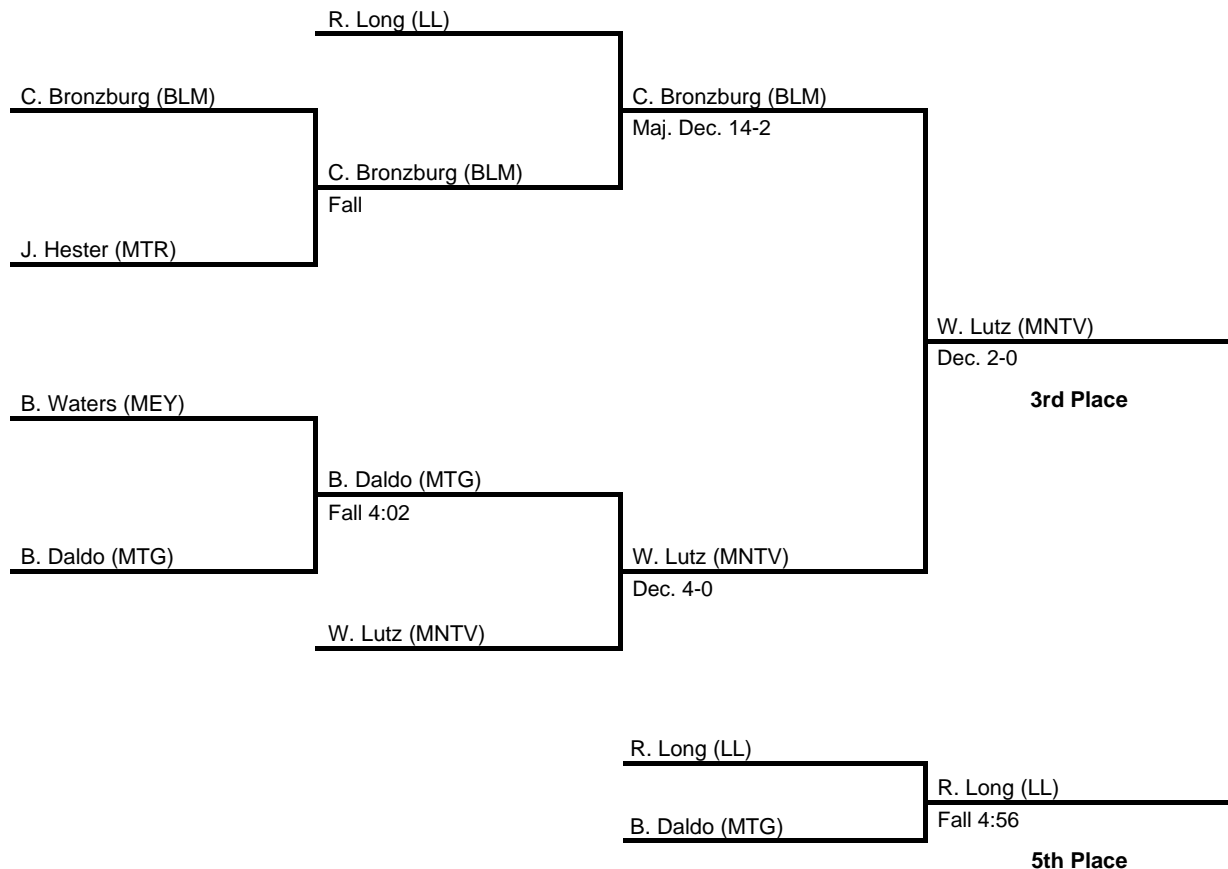 R. Long (LL)
C. Bronzburg (BLM)
C. Bronzburg (BLM)
Maj. Dec. 14-2
C. Bronzburg (BLM)
Fall
J. Hester (MTR)
W. Lutz (MNTV)
Dec. 2-0
3rd Place
B. Waters (MEY)
B. Daldo (MTG)
Fall 4:02
B. Daldo (MTG)
W. Lutz (MNTV)
Dec. 4-0
W. Lutz (MNTV)
R. Long (LL)
R. Long (LL)
Fall 4:56
B. Daldo (MTG)
5th Place